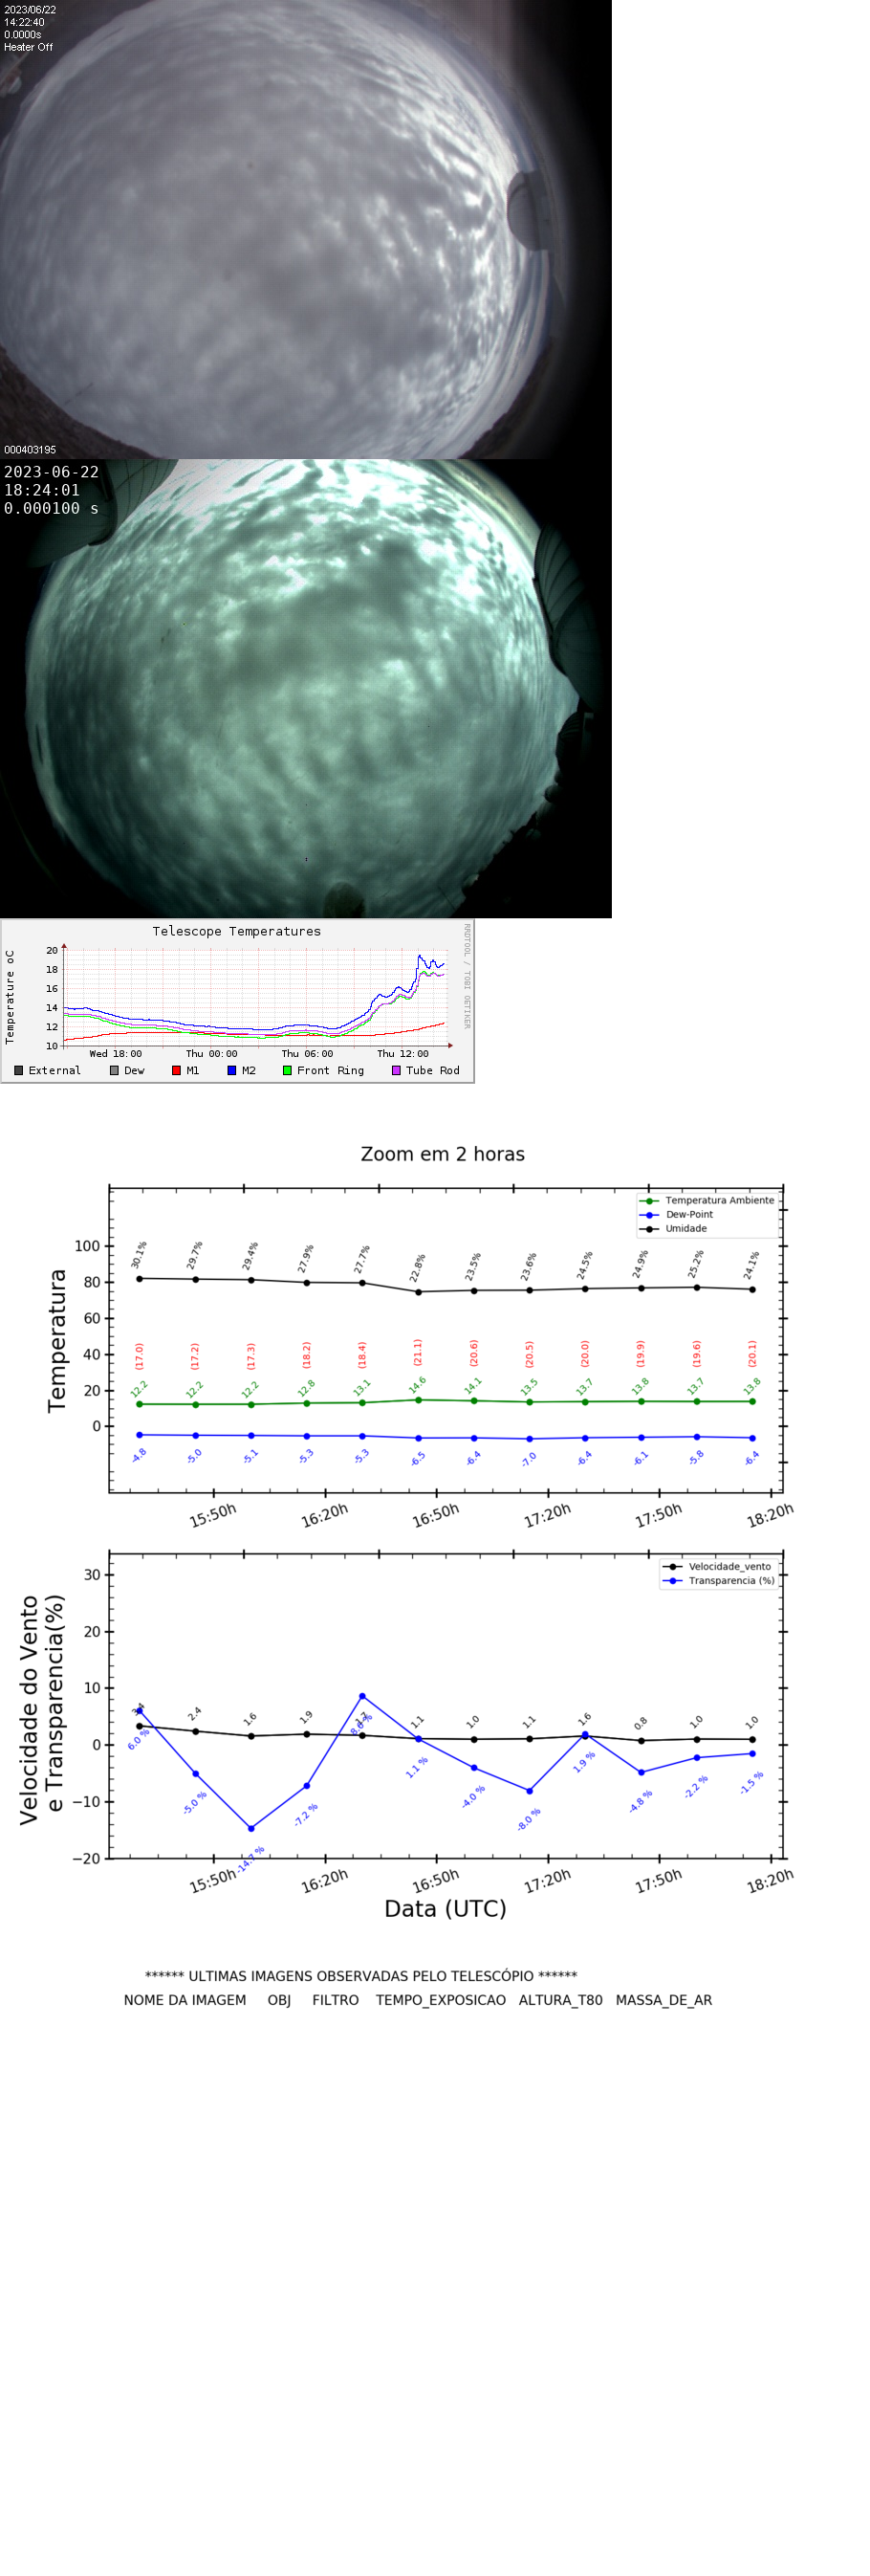 2023/06/22
14:22:40
0.0000s
Heater Off
000403195
2023-06-22
18:24:01
0.000100 s
Telescope Temperatures
RRDTOOL / TOBI OETIKER
Temperature oC
20
18
16
14
12
10
Wed 18:00 Thu 00:00 Thu 06:00 Thu 12:00
External Dew M1 M2 Front Ring Tube Rod
Zoom em 2 horas
Temperatura Ambiente
Dew-Point
Umidade
Temperatura
100
80
60
40
20
0
30.1% 29.7% 29.4% 27.9% 27.7% 22.8% 23.5% 23.6% 24.5% 24.9% 25.2% 24.1%
(17.0) (17.2) (17.3) (18.2) (18.4) (21.1) (20.6) (20.5) (20.0) (19.9) (19.6) (20.1)
12.2 12.2 12.2 12.8 13.1 14.6 14.1 13.5 13.7 13.8 13.7 13.8
-4.8 -5.0 -5.1 -5.3 -5.3 -6.5 -6.4 -7.0 -6.4 -6.1 -5.8 -6.4
15:50h 16:20h 16:50h 17:20h 17:50h 18:20h
Velocidade_vento
Transparencia (%)
Velocidade do Vento
e Transparencia(%)
30
20
10
0
−10
−20
3.4 2.4 1.6 1.9 1.1 1.0 1.1 1.6 0.8 1.0 1.0
6.0 % -5.0 % -14.7 % -7.2 % 8.6 % 1.1 % -4.0 % -8.0 % 1.9 % -4.8 % -2.2 % -1.5 %
15:50h 16:20h 16:50h 17:20h 17:50h 18:20h
Data (UTC)
****** ULTIMAS IMAGENS OBSERVADAS PELO TELESCÓPIO ******
NOME DA IMAGEM OBJ FILTRO TEMPO_EXPOSICAO ALTURA_T80 MASSA_DE_AR